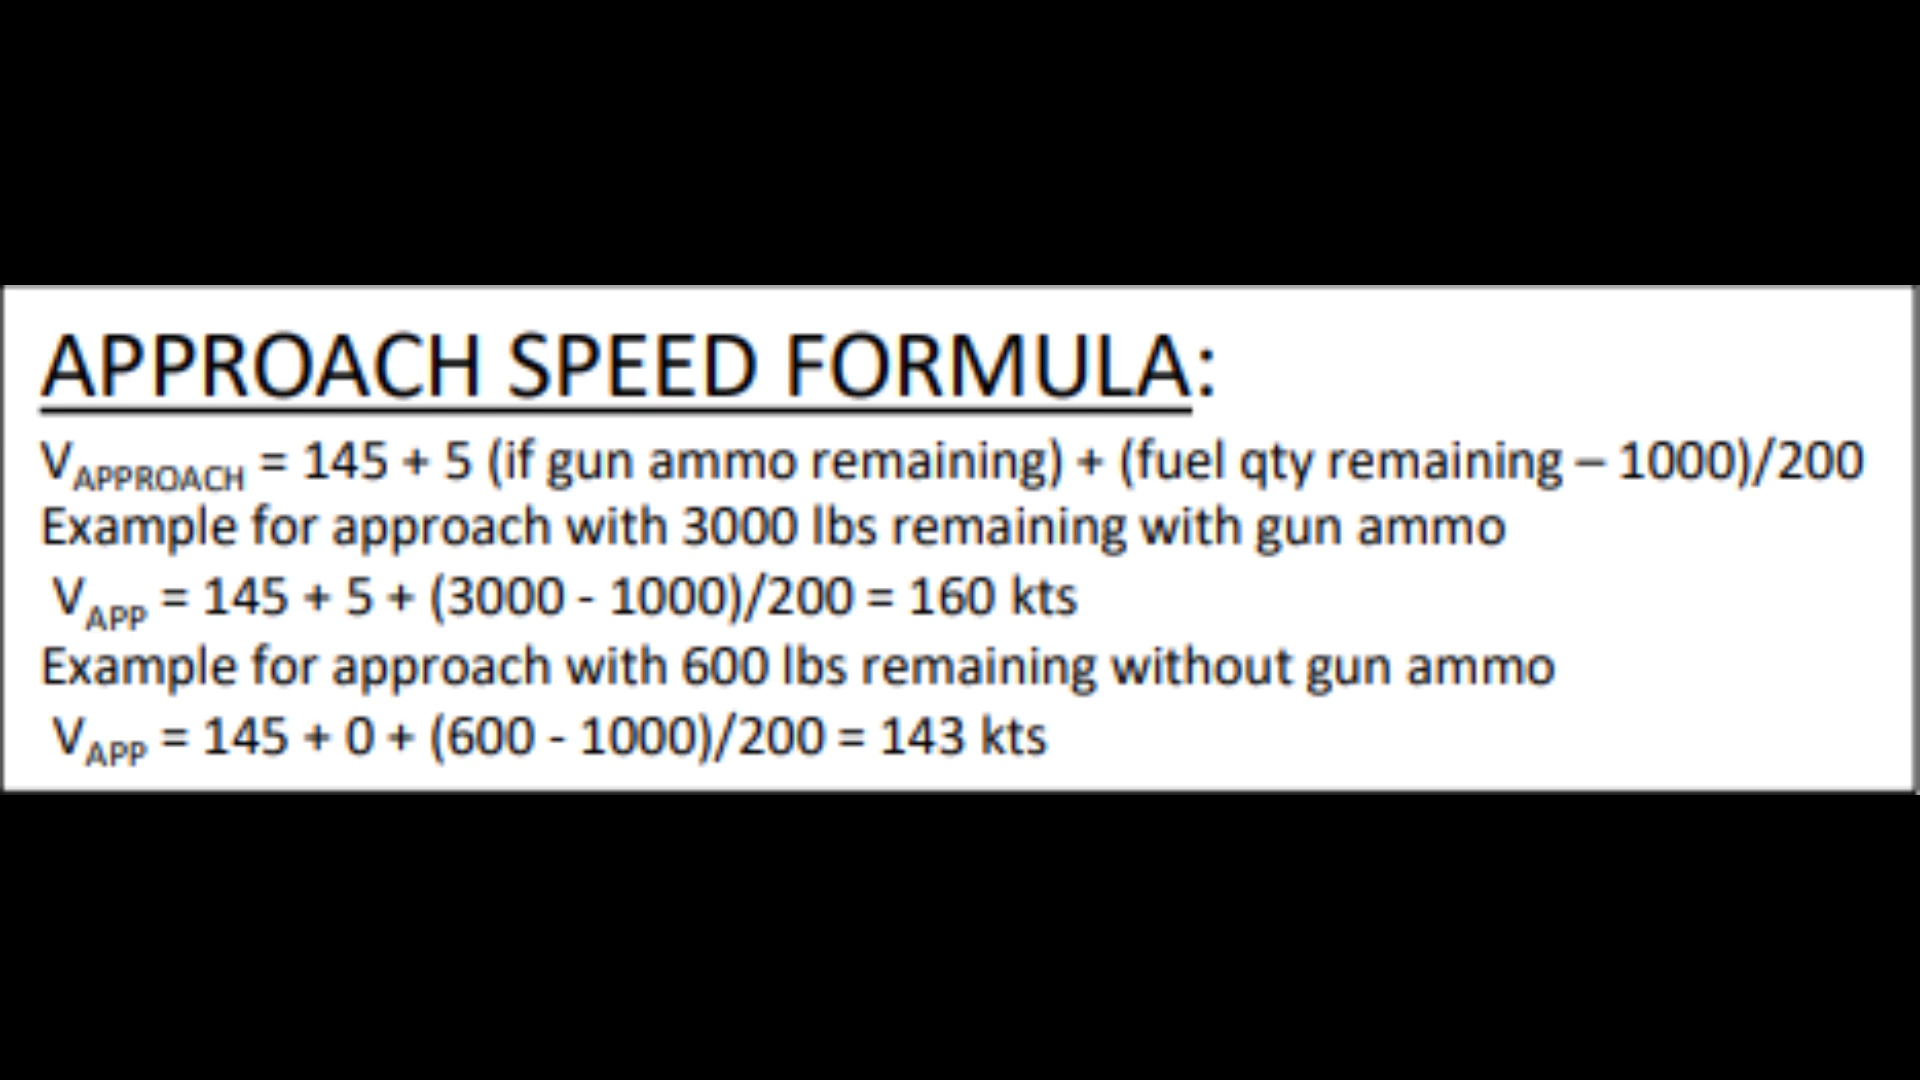 APPROACH SPEED FORMULA:
VAPPROACH = 145 + 5 (if gun ammo remaining) + (fuel qty remaining – 1000)/200
Example for approach with 3000 lbs remaining with gun ammo
VAPP = 145 + 5 + (3000 - 1000)/200 = 160 kts
Example for approach with 600 lbs remaining without gun ammo
VAPP = 145 + 0 + (600 - 1000)/200 = 143 kts